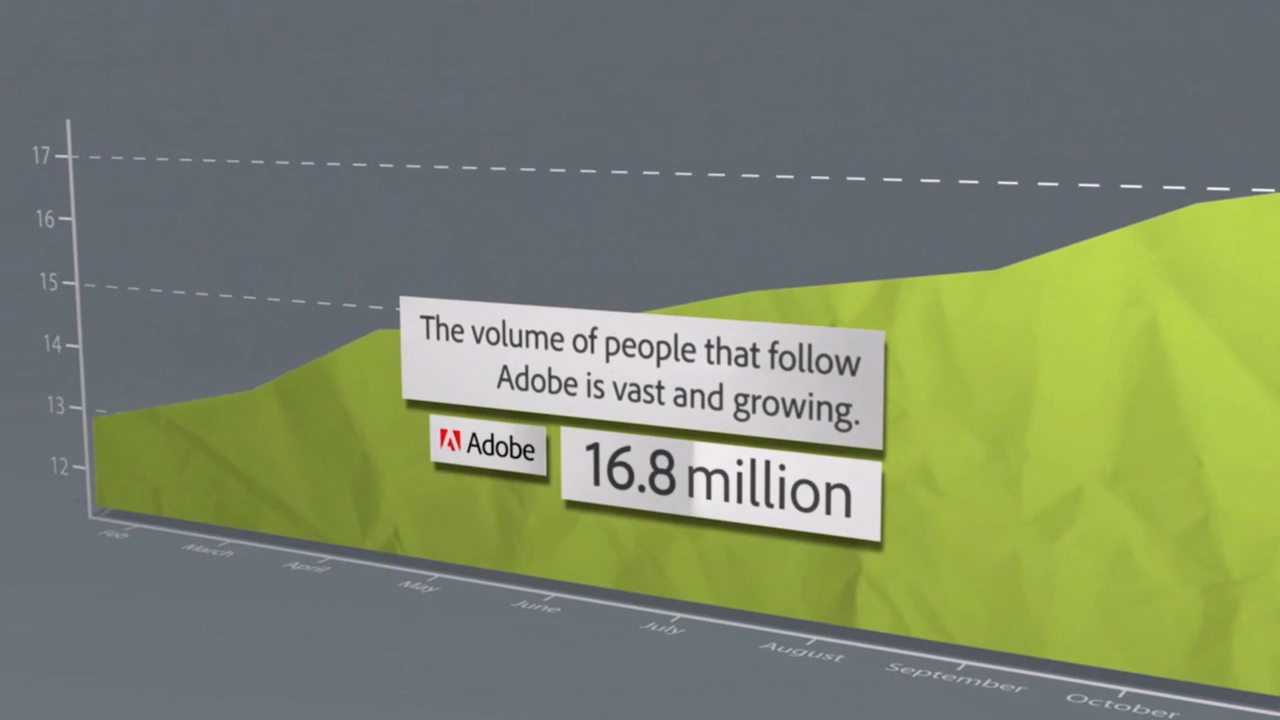 17
16
15
14
13
12
The volume of people that follow
Adobe is vast and growing.
Adobe
16.8 million
Feb
March
April
May
June
July
August
September
October